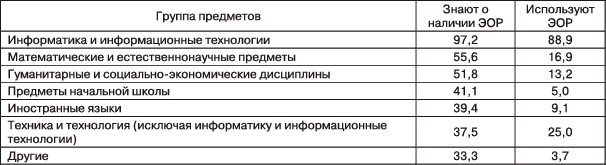 Группа предметов
Знают о
наличии ЭОР
Используют
ЭОР
Информатика и информационные технологии 97,2 88,9
Математические и естественнонаучные предметы 55,6 16,9
Гуманитарные и социально-экономические дисциплины 51,8 13,2
Предметы начальной школы 41,1 5,0
Иностранные языки 39,4 9,1
Техника и технология (исключая информатику и информационные
технологии) 37,5 25,0
Другие 33,3 3,7